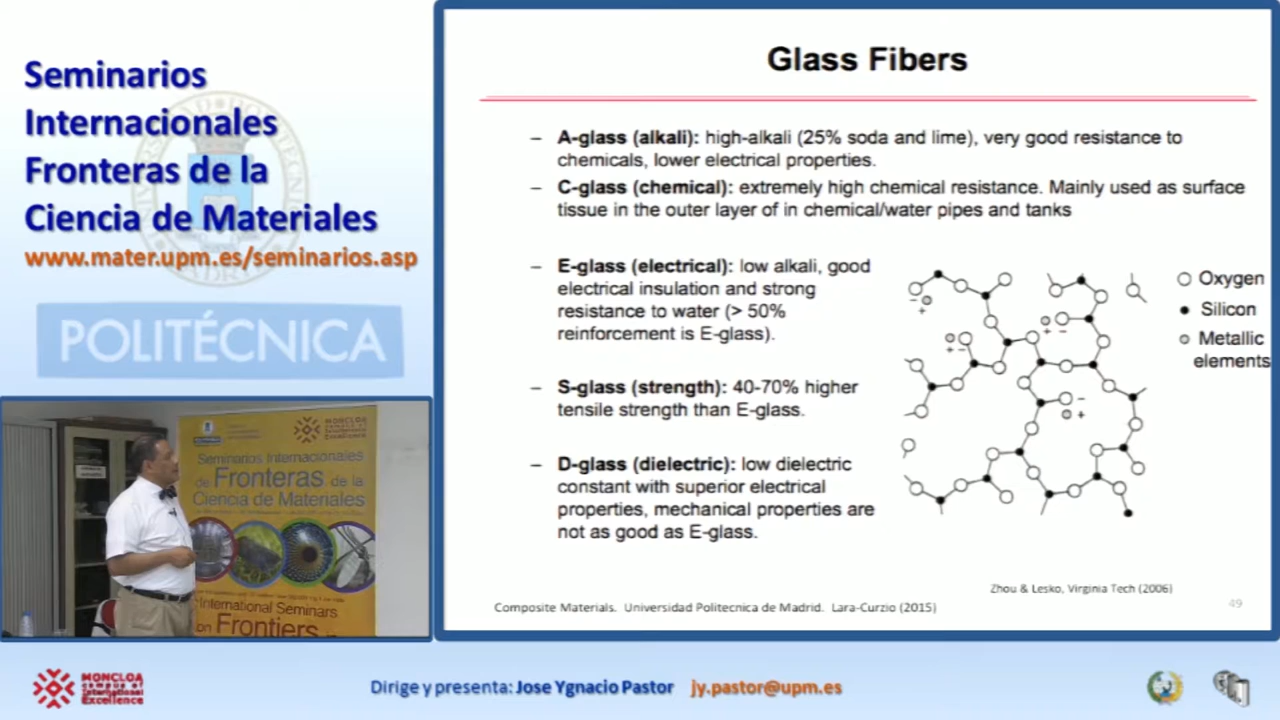 Seminarios
Internacionales
Fronteras de la
Ciencia de Materiales
www.mater.upm.es/seminarios.asp
POLITÉCNICA
Seminarios Internacionales
de Fronteras de la
Ciencia de Materiales
International Seminars
on Frontiers in
MONCLOA
Glass Fibers
– A-glass (alkali): high-alkali (25% soda and lime), very good resistance to
chemicals, lower electrical properties.
– C-glass (chemical): extremely high chemical resistance. Mainly used as surface
tissue in the outer layer of in chemical/water pipes and tanks
– E-glass (electrical): low alkali, good
electrical insulation and strong
resistance to water (> 50%
reinforcement is E-glass).
– S-glass (strength): 40-70% higher
tensile strength than E-glass.
– D-glass (dielectric): low dielectric
constant with superior electrical
properties, mechanical properties are
not as good as E-glass.
Oxygen
Silicon
Metallic
elements
Zhou & Lesko, Virginia Tech (2006)
Composite Materials. Universidad Politecnica de Madrid. Lara-Curzio (2015)
49
MONCLOA
campus of
International
Excellence
Dirige y presenta: Jose Ygnacio Pastor jy.pastor@upm.es